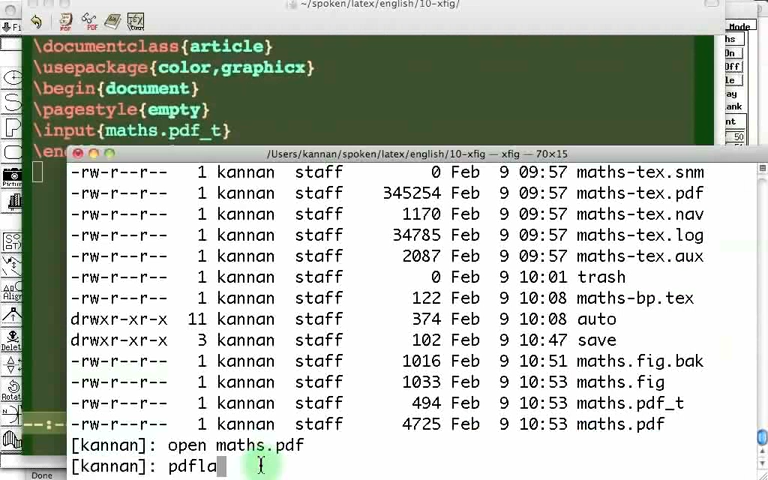 ~/spoken/latex/english/10-xfig/
\documentclass{article}
\usepackage{color,graphicx}
\begin{document}
\pagestyle{empty}
\input{maths.pdf_t}
/Users/kannan/spoken/latex/english/10-xfig — xfig — 70×15
-rw-r--r-- 1 kannan staff 0 Feb 9 09:57 maths-tex.snm
-rw-r--r-- 1 kannan staff 345254 Feb 9 09:57 maths-tex.pdf
-rw-r--r-- 1 kannan staff 1170 Feb 9 09:57 maths-tex.nav
-rw-r--r-- 1 kannan staff 34785 Feb 9 09:57 maths-tex.log
-rw-r--r-- 1 kannan staff 2087 Feb 9 09:57 maths-tex.aux
-rw-r--r-- 1 kannan staff 0 Feb 9 10:01 trash
-rw-r--r-- 1 kannan staff 122 Feb 9 10:08 maths-bp.tex
drwxr-xr-x 11 kannan staff 374 Feb 9 10:08 auto
drwxr-xr-x 3 kannan staff 102 Feb 9 10:47 save
-rw-r--r-- 1 kannan staff 1016 Feb 9 10:51 maths.fig.bak
-rw-r--r-- 1 kannan staff 1033 Feb 9 10:53 maths.fig
-rw-r--r-- 1 kannan staff 494 Feb 9 10:53 maths.pdf_t
-rw-r--r-- 1 kannan staff 4725 Feb 9 10:53 maths.pdf
[kannan]: open maths.pdf
[kannan]: pdfla
Done
Mode